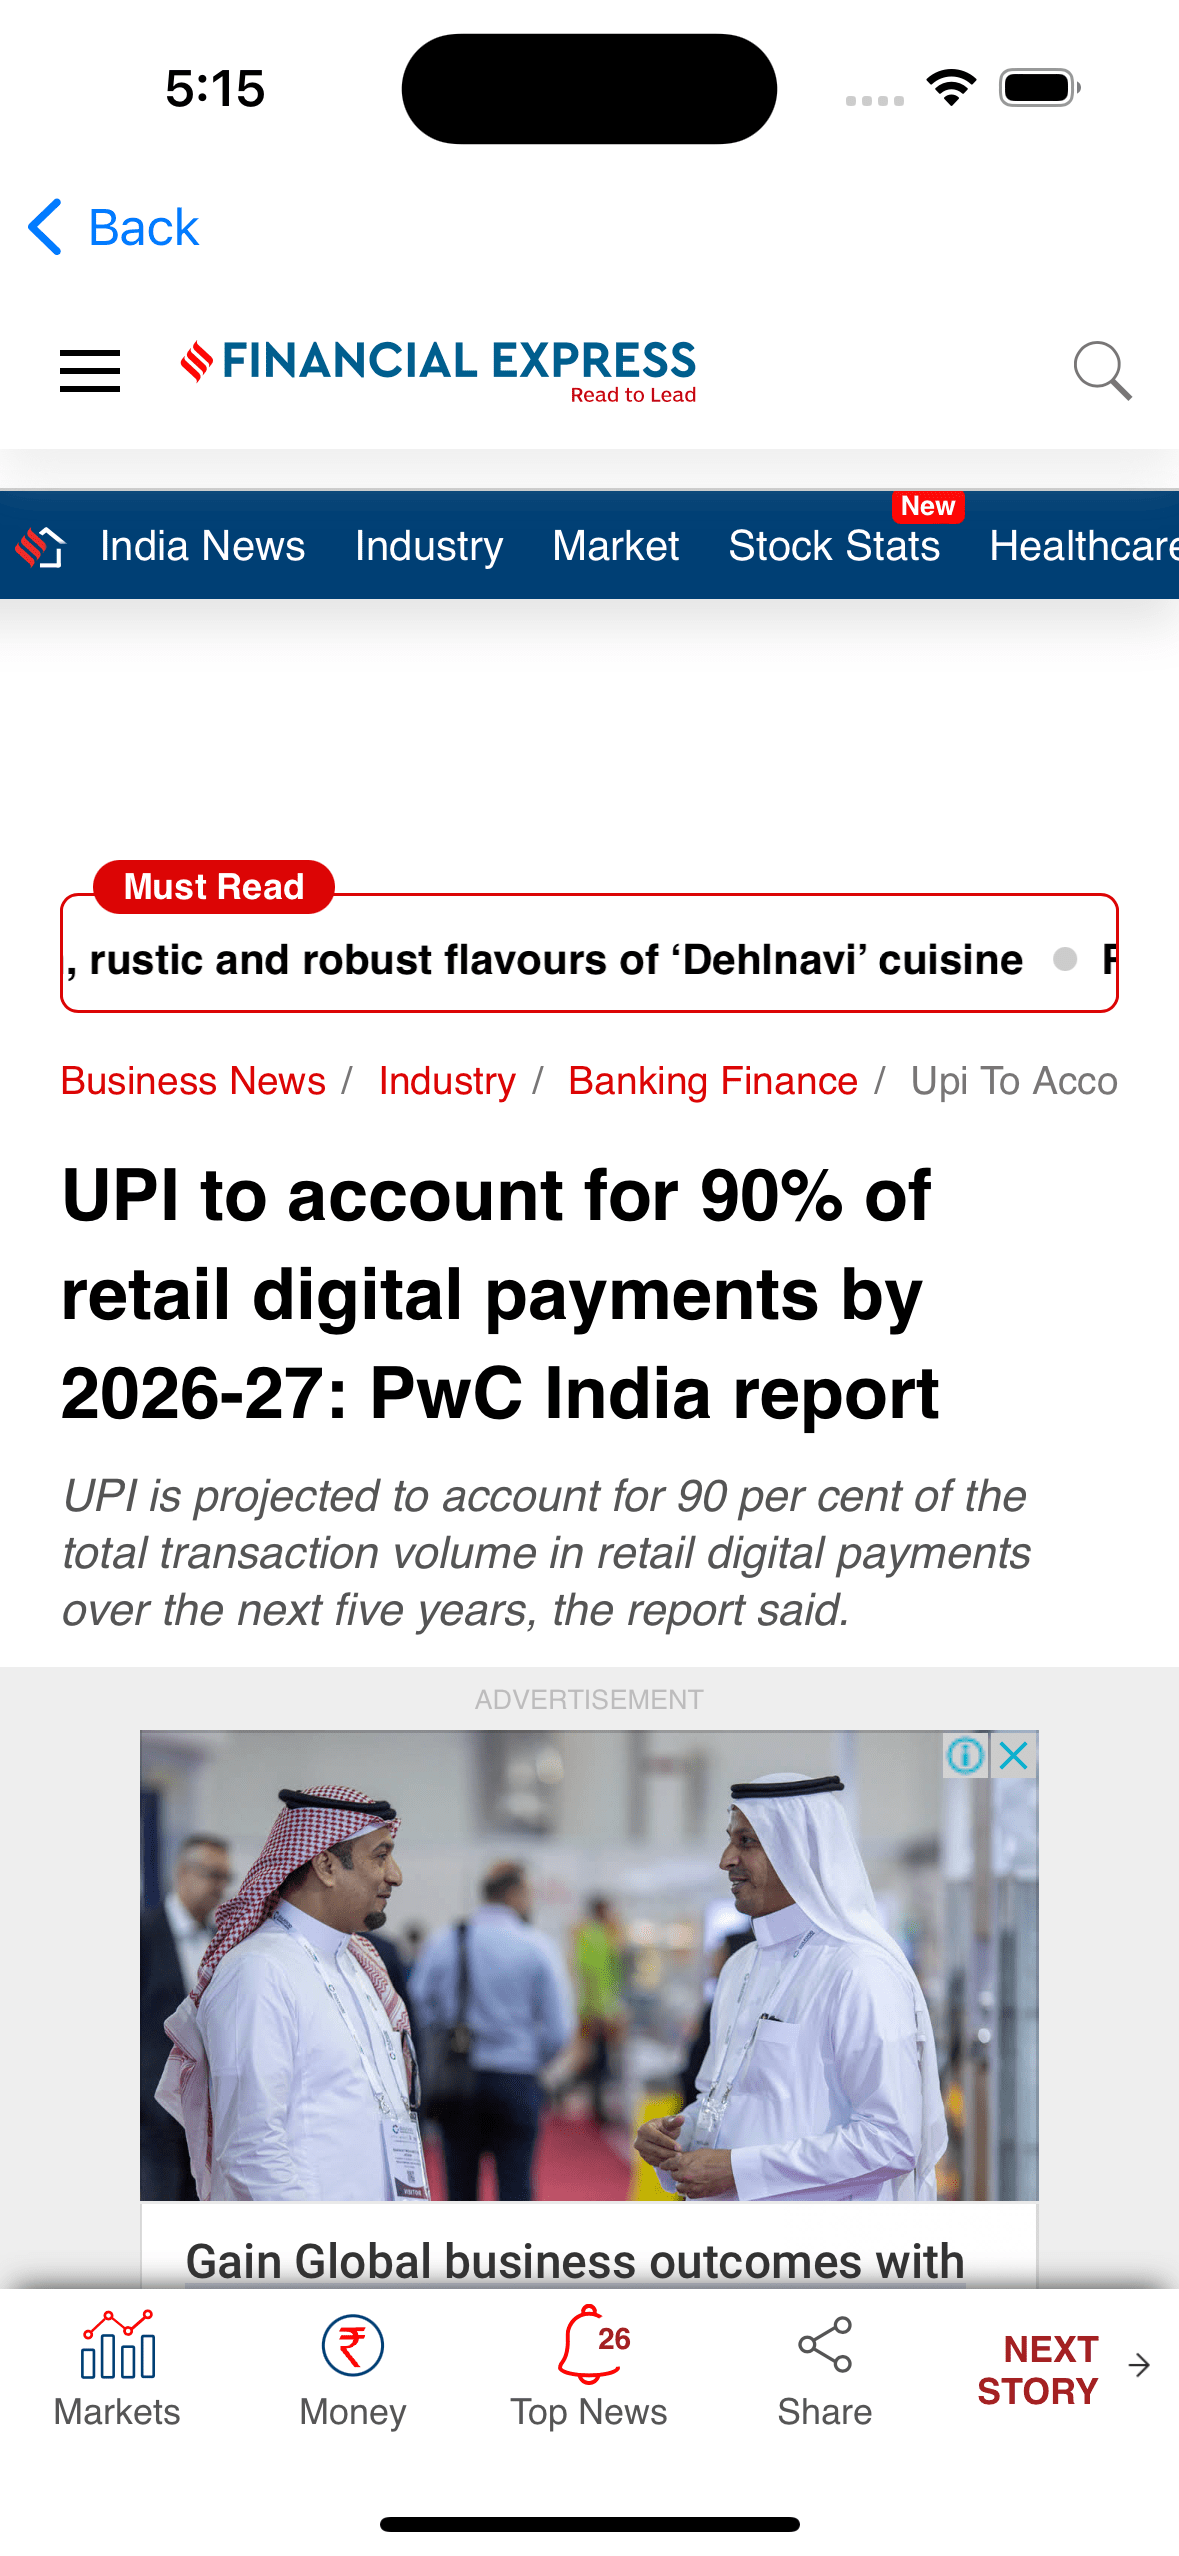 5:15
Back
FINANCIAL EXPRESS
Read to Lead
New
India News Industry Market Stock Stats Healthcare
Must Read
, rustic and robust flavours of ‘Dehlnavi’ cuisine
Business News / Industry / Banking Finance / Upi To Acco
UPI to account for 90% of
retail digital payments by
2026-27: PwC India report
UPI is projected to account for 90 per cent of the
total transaction volume in retail digital payments
over the next five years, the report said.
ADVERTISEMENT
Gain Global business outcomes with
26
Markets Money Top News Share
NEXT
STORY